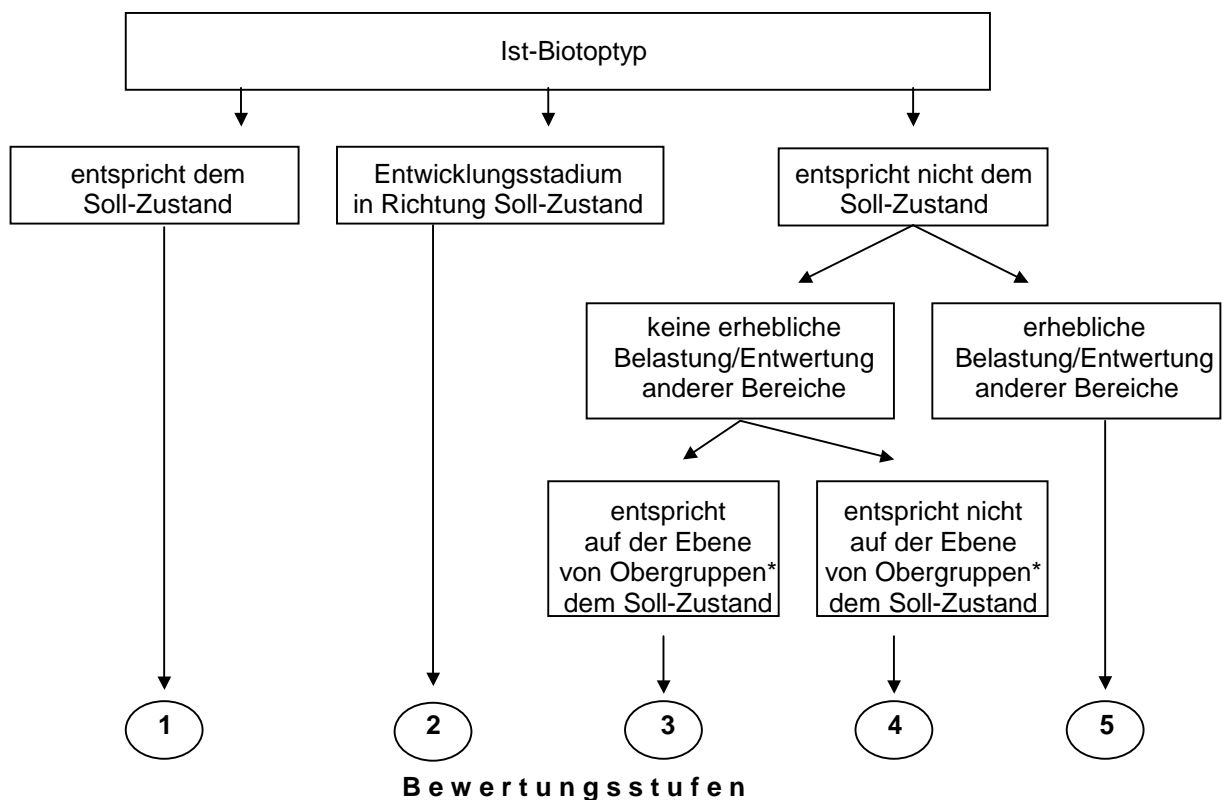 Ist-Biotoptyp
entspricht dem
Soll-Zustand
Entwicklungsstadium
in Richtung Soll-Zustand
entspricht nicht dem
Soll-Zustand
keine erhebliche
Belastung/Entwertung
anderer Bereiche
erhebliche
Belastung/Entwertung
anderer Bereiche
entspricht
auf der Ebene
von Obergruppen*
dem Soll-Zustand
entspricht nicht
auf der Ebene
von Obergruppen*
dem Soll-Zustand
1
2
3
4
5
Bewertungsstufen